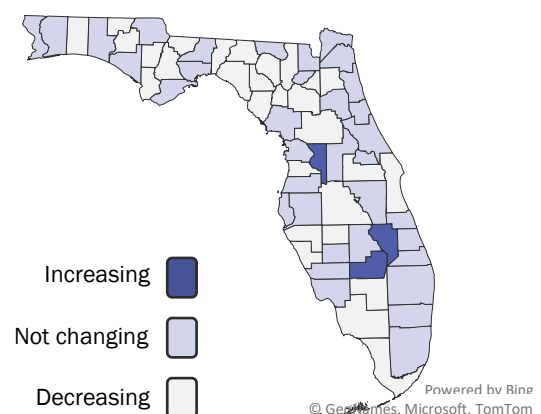 Increasing
Not changing
Decreasing
Powered by Bing
© GeoNames, Microsoft, TomTom